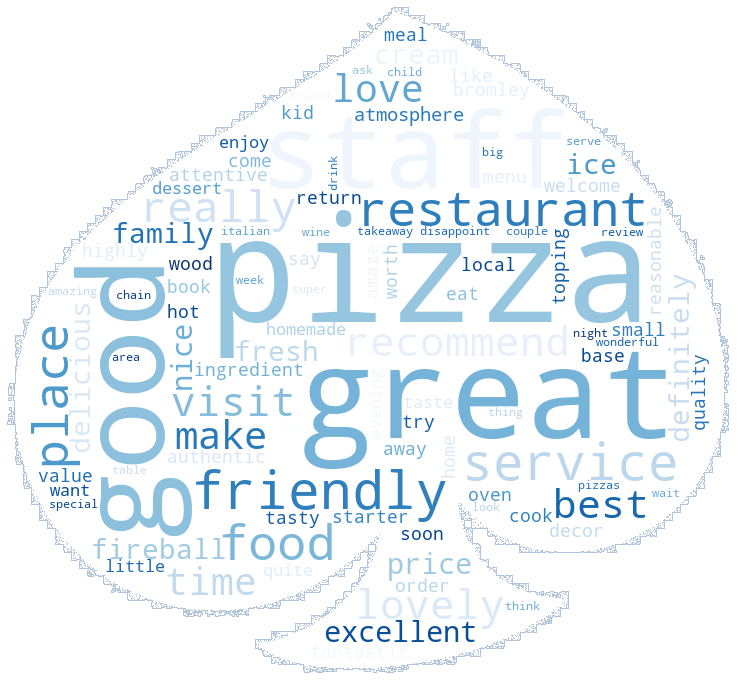 meal
cream
ask
child
like
love
bromley
kid
atmosphere
staff
enjoy
big
serve
come
ice
attentive
drink
menu
welcome
dessert
return
really
restaurant
family
italian
wine
takeaway
disappoint
couple
review
pizza
highly
wood
say
amaze
worth
local
topping
reasonable
good
amazing
chain
book
week
super
eat
hot
homemade
night
small
delicious
place
nice
fresh
recommend
wonderful
definitely
area
base
ingredient
great
quality
visit
evening
taste
thing
try
make
authentic
away
home
service
value
table
want
friendly
oven
pizzas
wait
special
best
tasty
starter
look
cook
fireball
food
soon
decor
little
price
time
quite
order
lovely
think
excellent
fantastic